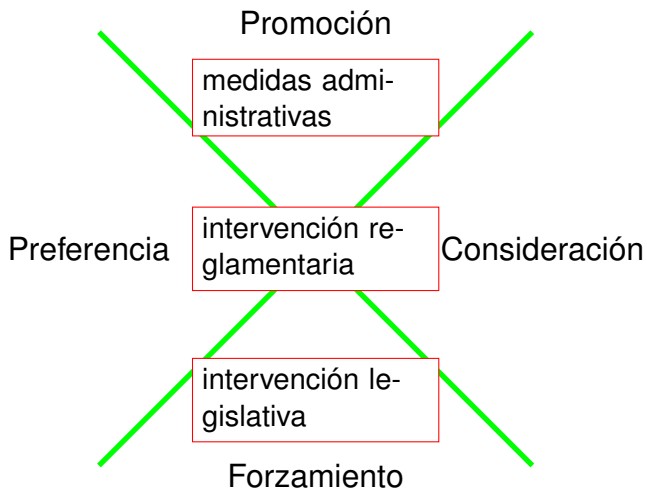 Promoción
medidas admi-
nistrativas
Preferencia
intervención re-
glamentaria
Consideración
intervención le-
gislativa
Forzamiento